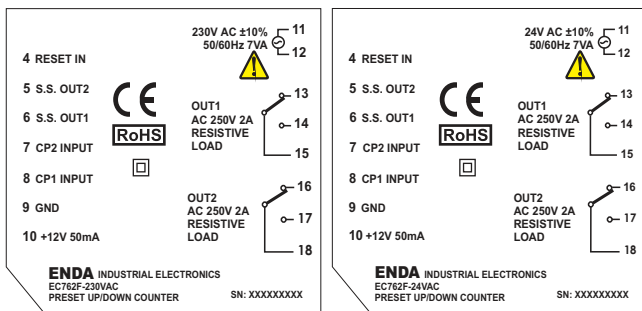 230V AC ±10%
50/60Hz 7VA
11
12
4 RESET IN
5 S.S. OUT2
6 S.S. OUT1
7 CP2 INPUT
8 CP1 INPUT
9 GND
10 +12V 50mA
CE
RoHS
OUT1
AC 250V 2A
RESISTIVE
LOAD
13
14
15
OUT2
AC 250V 2A
RESISTIVE
LOAD
16
17
18
ENDA INDUSTRIAL ELECTRONICS
EC762F-230VAC
PRESET UP/DOWN COUNTER
SN: XXXXXXXXX
24V AC ±10%
50/60Hz 7VA
11
12
4 RESET IN
5 S.S. OUT2
6 S.S. OUT1
7 CP2 INPUT
8 CP1 INPUT
9 GND
10 +12V 50mA
CE
RoHS
OUT1
AC 250V 2A
RESISTIVE
LOAD
13
14
15
OUT2
AC 250V 2A
RESISTIVE
LOAD
16
17
18
ENDA INDUSTRIAL ELECTRONICS
EC762F-24VAC
PRESET UP/DOWN COUNTER
SN: XXXXXXXXX